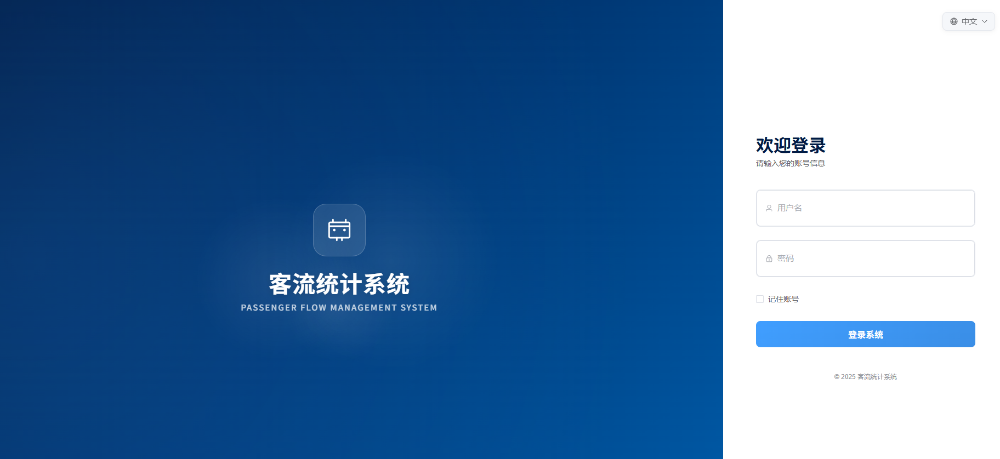 中文
客流统计系统
PASSENGER FLOW MANAGEMENT SYSTEM
欢迎登录
请输入您的账号信息
用户名
密码
记住账号
登录系统
© 2025 客流统计系统